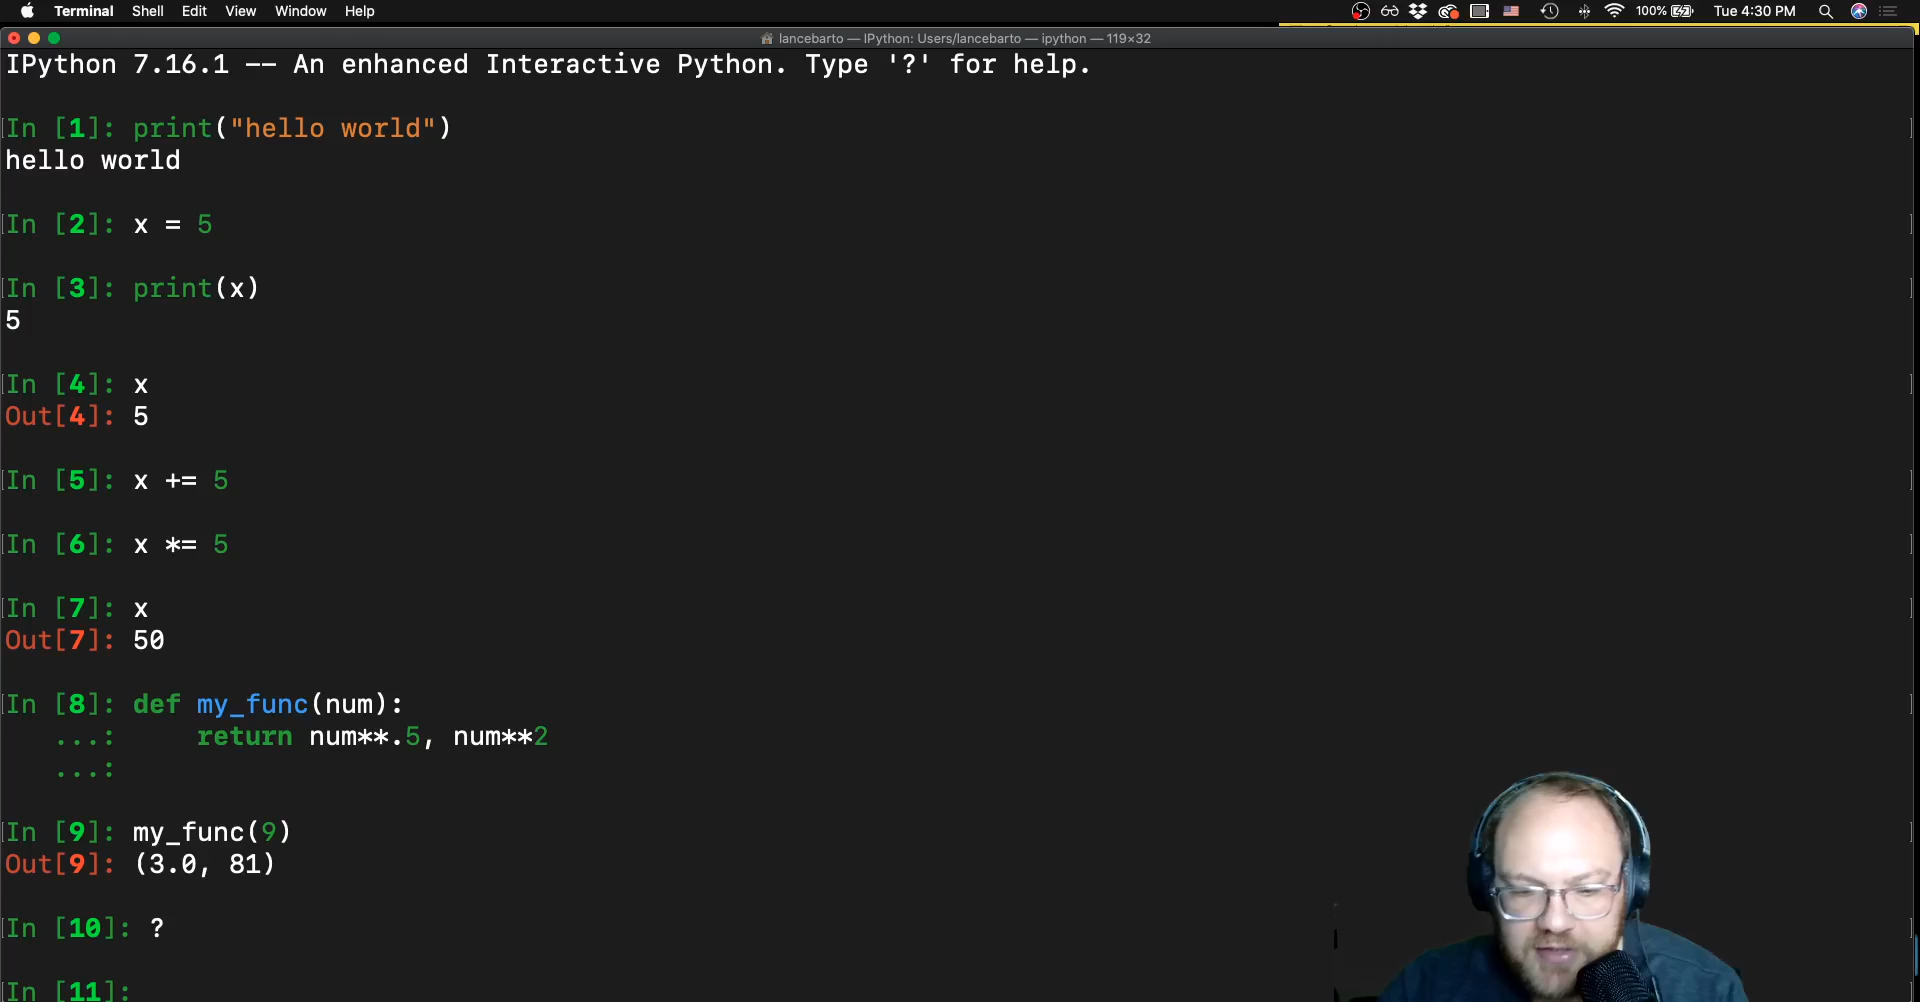 Terminal Shell Edit View Window Help 100% Tue 4:30 PM
lancebarto — IPython: Users/lancebarto — ipython — 119×32
IPython 7.16.1 -- An enhanced Interactive Python. Type '?' for help.
In [1]: print("hello world")
hello world
In [2]: x = 5
In [3]: print(x)
5
In [4]: x
Out[4]: 5
In [5]: x += 5
In [6]: x *= 5
In [7]: x
Out[7]: 50
In [8]: def my_func(num):
...:     return num**.5, num**2
...:
In [9]: my_func(9)
Out[9]: (3.0, 81)
In [10]: ?
In [11]: